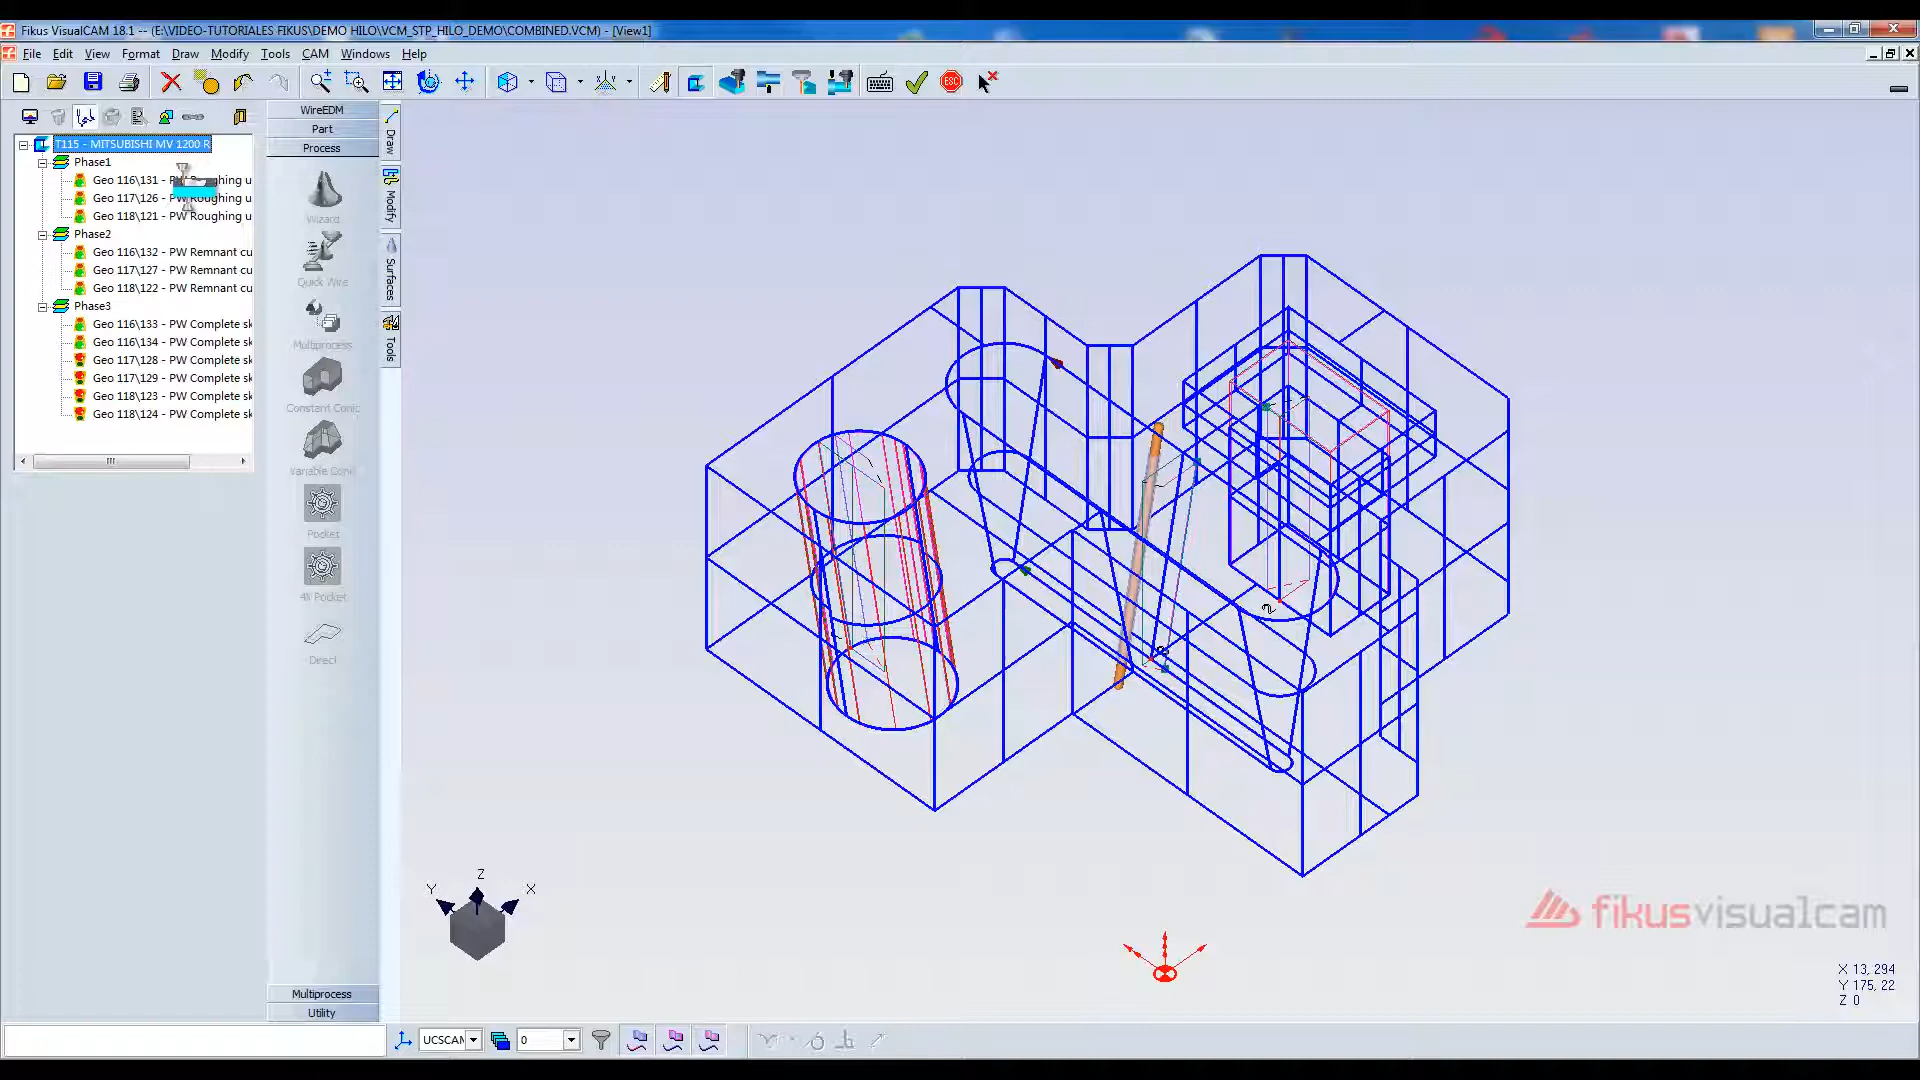 Fikus VisualCAM 18.1 -- (E:\VIDEO-TUTORIALES FIKUS\DEMO HILO\VCM_STP_HILO_DEMO\COMBINED.VCM) - [View1]
File Edit View Format Draw Modify Tools CAM Windows Help
ESC
T115 - MITSUBISHI MV 1200 R
Phase1
Geo 116\131 - PW Roughing u
Geo 117\126 - PW Roughing u
Geo 118\121 - PW Roughing u
Phase2
Geo 116\132 - PW Remnant cu
Geo 117\127 - PW Remnant cu
Geo 118\122 - PW Remnant cu
Phase3
Geo 116\133 - PW Complete sk
Geo 116\134 - PW Complete sk
Geo 117\128 - PW Complete sk
Geo 117\129 - PW Complete sk
Geo 118\123 - PW Complete sk
Geo 118\124 - PW Complete sk
WireEDM
Part
Process
Wizard
Quick Wire
Multiprocess
Constant Conic
Variable Conic
Pocket
4X Pocket
Direct
Multiprocess
Utility
Draw
Modify
Surfaces
Tools
Z
Y
X
fikusvisualcam
X 13, 294
Y 175, 22
Z 0
UCSCAM
0